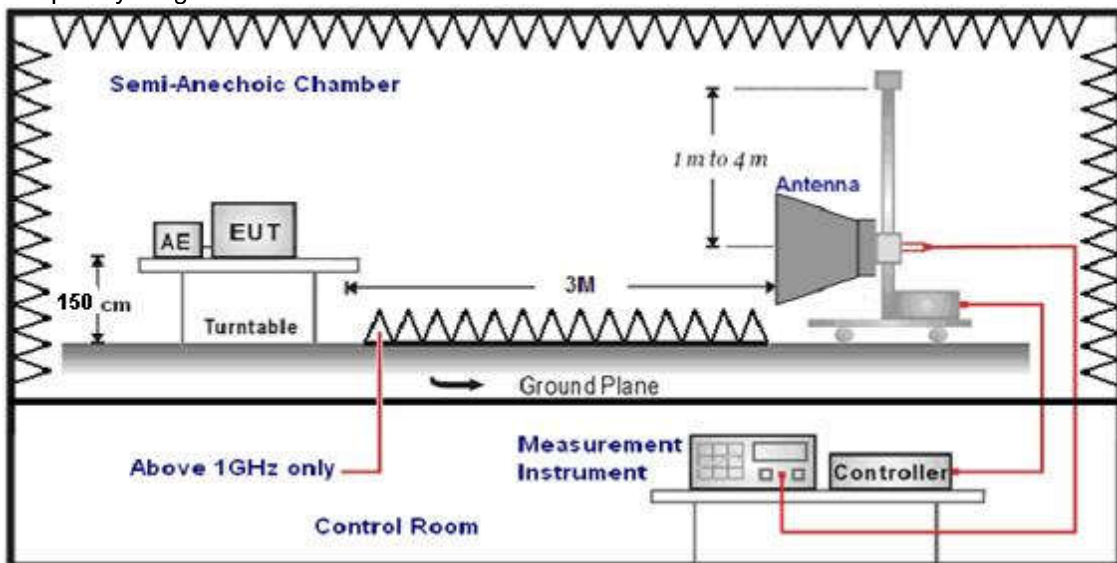 Semi-Anechoic Chamber
1 m to 4 m
Antenna
AE
EUT
150 cm
3M
Turntable
Ground Plane
Above 1GHz only
Measurement
Instrument
Controller
Control Room